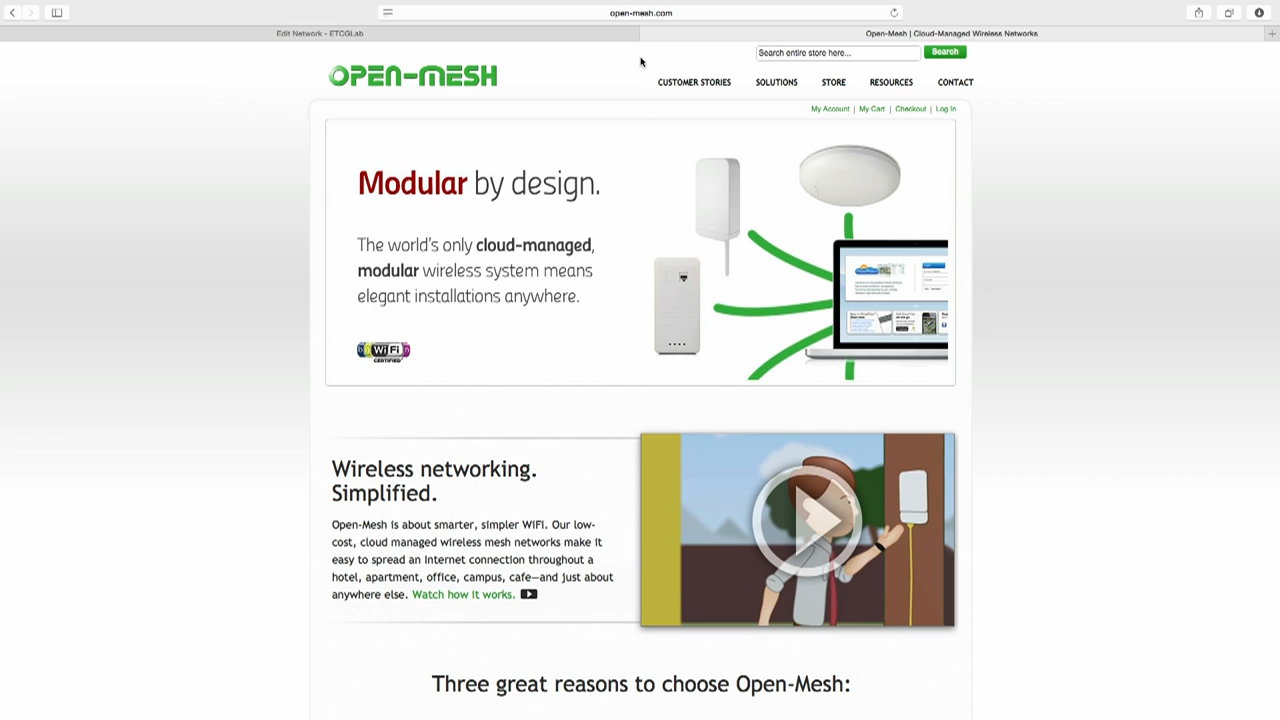 open-mesh.com
Edit Network - ETCGLab
Open-Mesh | Cloud-Managed Wireless Networks
Search entire store here...
Search
OPEN-MESH
CUSTOMER STORIES
SOLUTIONS
STORE
RESOURCES
CONTACT
My Account | My Cart | Checkout | Log In
Modular by design.
The world's only cloud-managed,
modular wireless system means
elegant installations anywhere.
Wi Fi
CERTIFIED
Wireless networking.
Simplified.
Open-Mesh is about smarter, simpler WiFi. Our low-
cost, cloud managed wireless mesh networks make it
easy to spread an Internet connection throughout a
hotel, apartment, office, campus, cafe—and just about
anywhere else. Watch how it works.
Three great reasons to choose Open-Mesh: